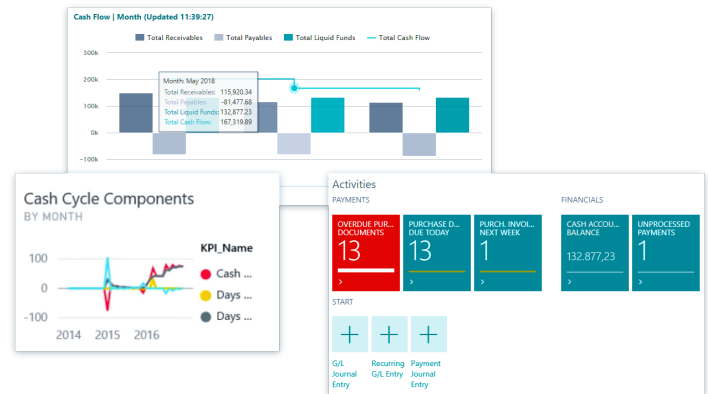 Cash Flow | Month (Updated 11:39:27)
Total Receivables Total Payables Total Liquid Funds Total Cash Flow
300k
200k
100k
0k
-100k
Month: May 2018
Total Receivables: 115,920.34
Total Payables: -81,477.68
Total Liquid Funds: 132,877.23
Total Cash Flow: 167,319.89
Cash Cycle Components
BY MONTH
KPI_Name
Cash ...
Days ...
Days ...
100
0
-100
2014 2015 2016
Activities
PAYMENTS
OVERDUE PUR...
DOCUMENTS
13
PURCHASE D...
DUE TODAY
13
PURCH. INVOI...
NEXT WEEK
1
FINANCIALS
CASH ACCOU...
BALANCE
132.877,23
UNPROCESSED
PAYMENTS
1
START
G/L
Journal
Entry
Recurring
G/L Entry
Payment
Journal
Entry